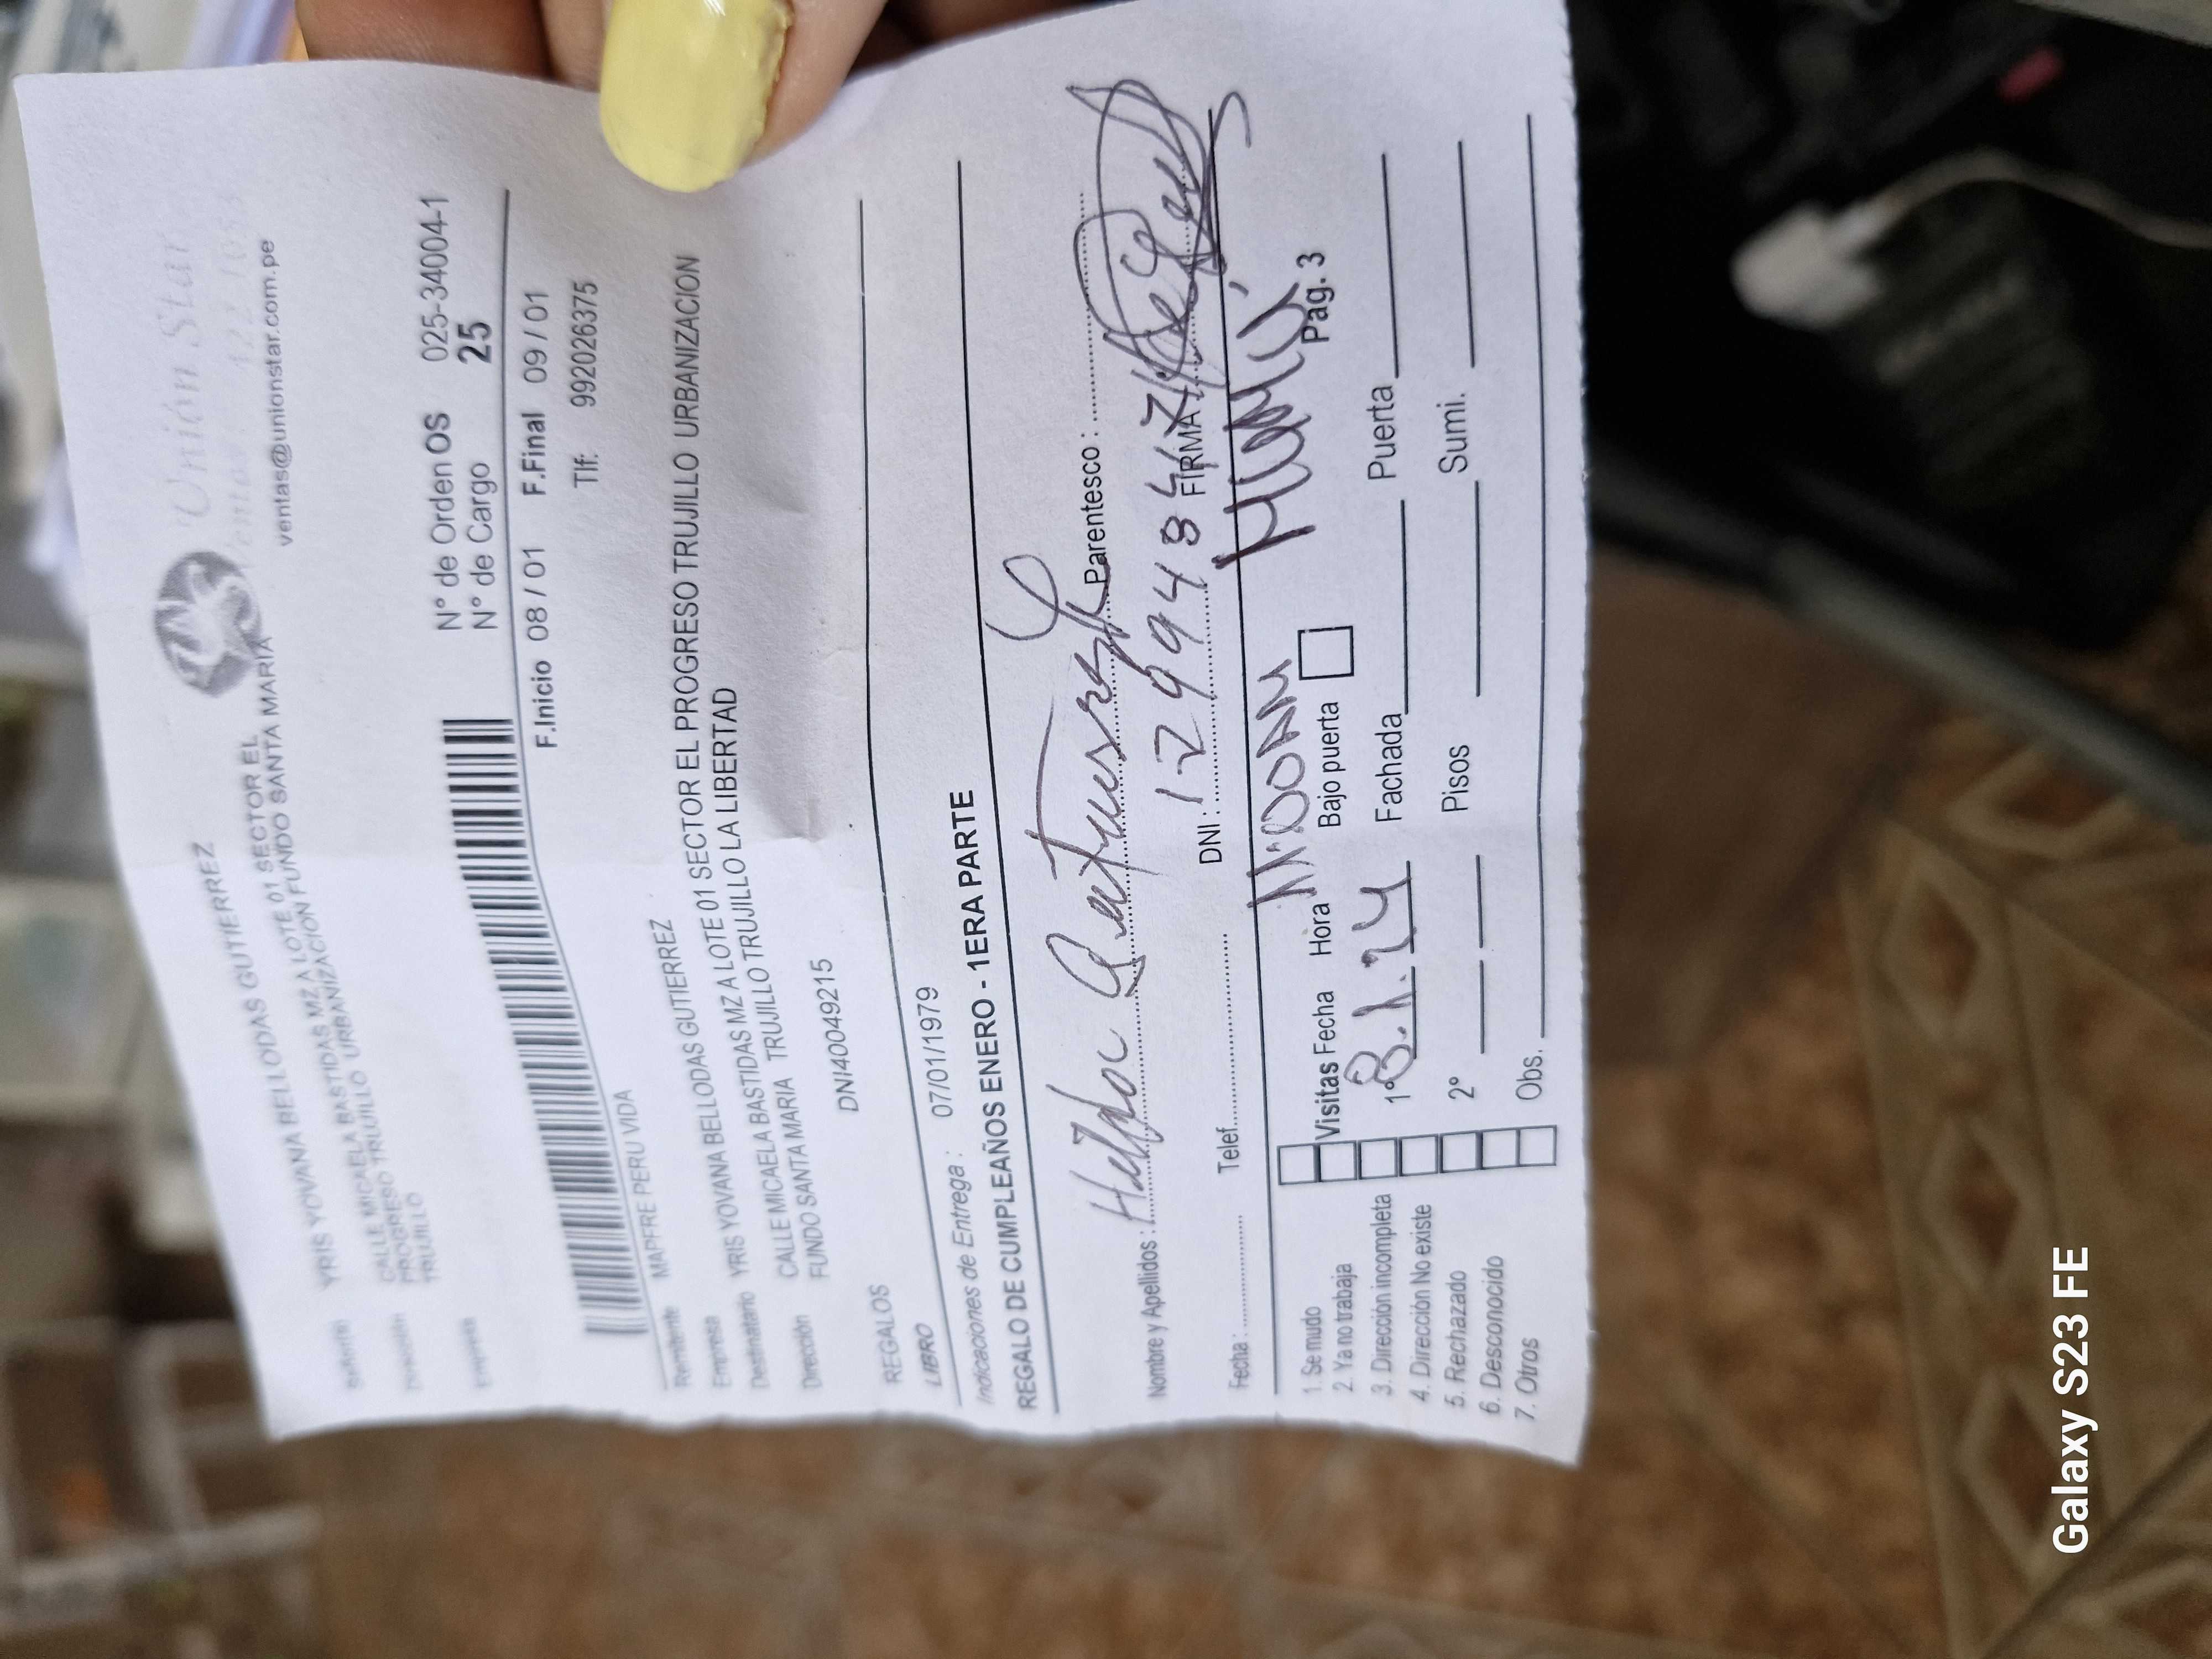 Unión Star
ventas@unionstar.com.pe
YRIS YOVANA BELLODAS GUTIERREZ
CALLE MICAELA BASTIDAS MZ A LOTE 01 SECTOR EL
PROGRESO TRUJILLO URBANIZACION FUNDO SANTA MARIA
TRUJILLO
N° de Orden OS 025-34004-1
N° de Cargo 25
F.Inicio 08 / 01 F.Final 09 / 01
Remitente MAPFRE PERU VIDA Tlf: 992026375
Empresa
Destinatario YRIS YOVANA BELLODAS GUTIERREZ
Dirección CALLE MICAELA BASTIDAS MZ A LOTE 01 SECTOR EL PROGRESO TRUJILLO URBANIZACION
FUNDO SANTA MARIA TRUJILLO TRUJILLO LA LIBERTAD
DNI40049215
REGALOS
LIBRO
Indicaciones de Entrega : 07/01/1979
REGALO DE CUMPLEAÑOS ENERO - 1ERA PARTE
Nombre y Apellidos : Parentesco :
Fecha : Telef. DNI : FIRMA
1. Se mudo
2. Ya no trabaja Visitas Fecha Hora Bajo puerta Pag. 3
3. Dirección incompleta 1° 8.1.24 Fachada Puerta
4. Dirección No existe
5. Rechazado 2° Pisos Sumi.
6. Desconocido
7. Otros Obs.
Galaxy S23 FE